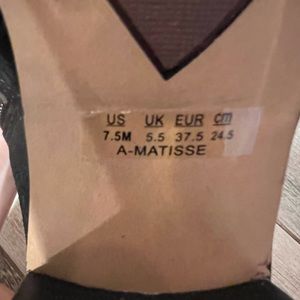 US UK EUR cm
7.5M 5.5 37.5 24.5
A-MATISSE